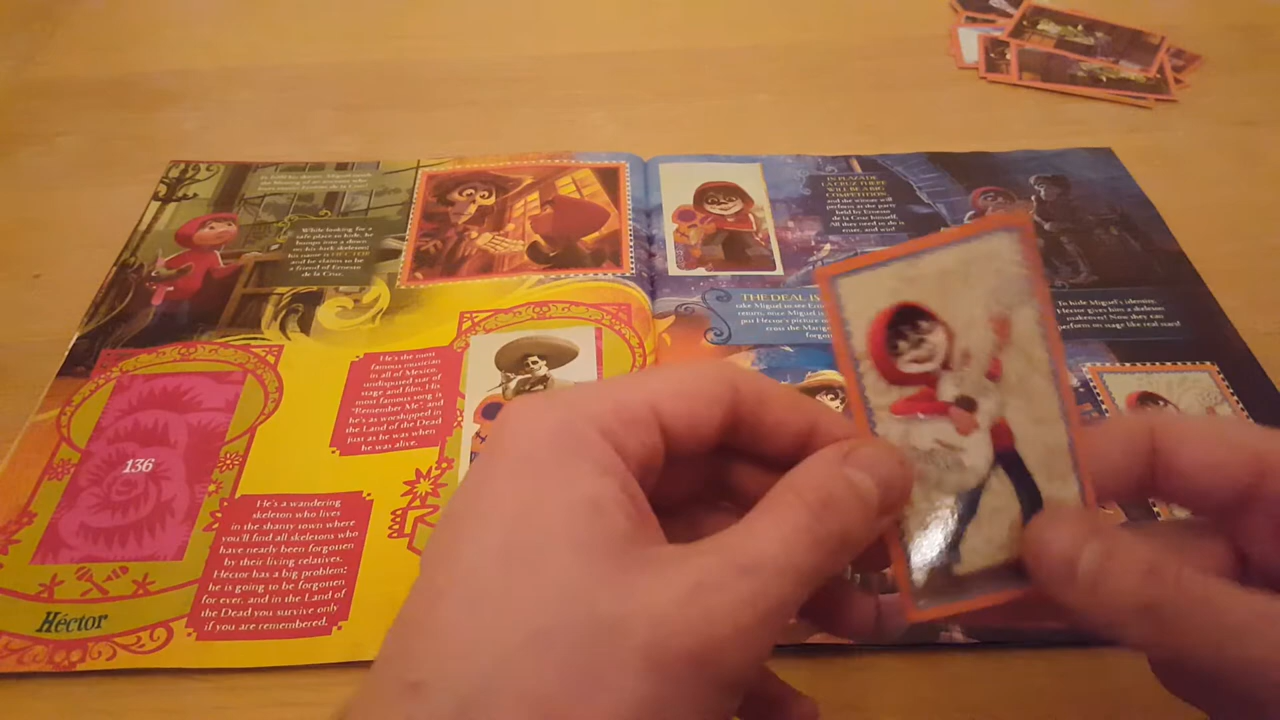 While looking for a
safe place to hide, he
bumps into a down
on-his-luck skeleton:
his name is HÉCTOR
and he claims to be
a friend of Ernesto
de la Cruz.
He's the most
famous musician
in all of Mexico,
undisputed star of
stage and film. His
most famous song is
"Remember Me", and
he's as worshipped in
the Land of the Dead
just as he was when
he was alive.
136
He's a wandering
skeleton who lives
in the shanty town where
you'll find all skeletons who
have nearly been forgotten
by their living relatives.
Héctor has a big problem:
he is going to be forgotten
for ever, and in the Land of
the Dead you survive only
if you are remembered.
Héctor
IN PLAZA DE
LA CRUZ THERE
WILL BE A BIG
COMPETITION,
and the winner will
perform at the party
held by Ernesto
de la Cruz himself.
All they need to do is
enter, and win!
THE DEAL IS
take Miguel to see Ern
return, once Miguel
put Héctor's picture
cross the Marig
forgo
To hide Miguel's identity,
Héctor gives him a skeleton
makeover! Now they can
perform on stage like real stars!